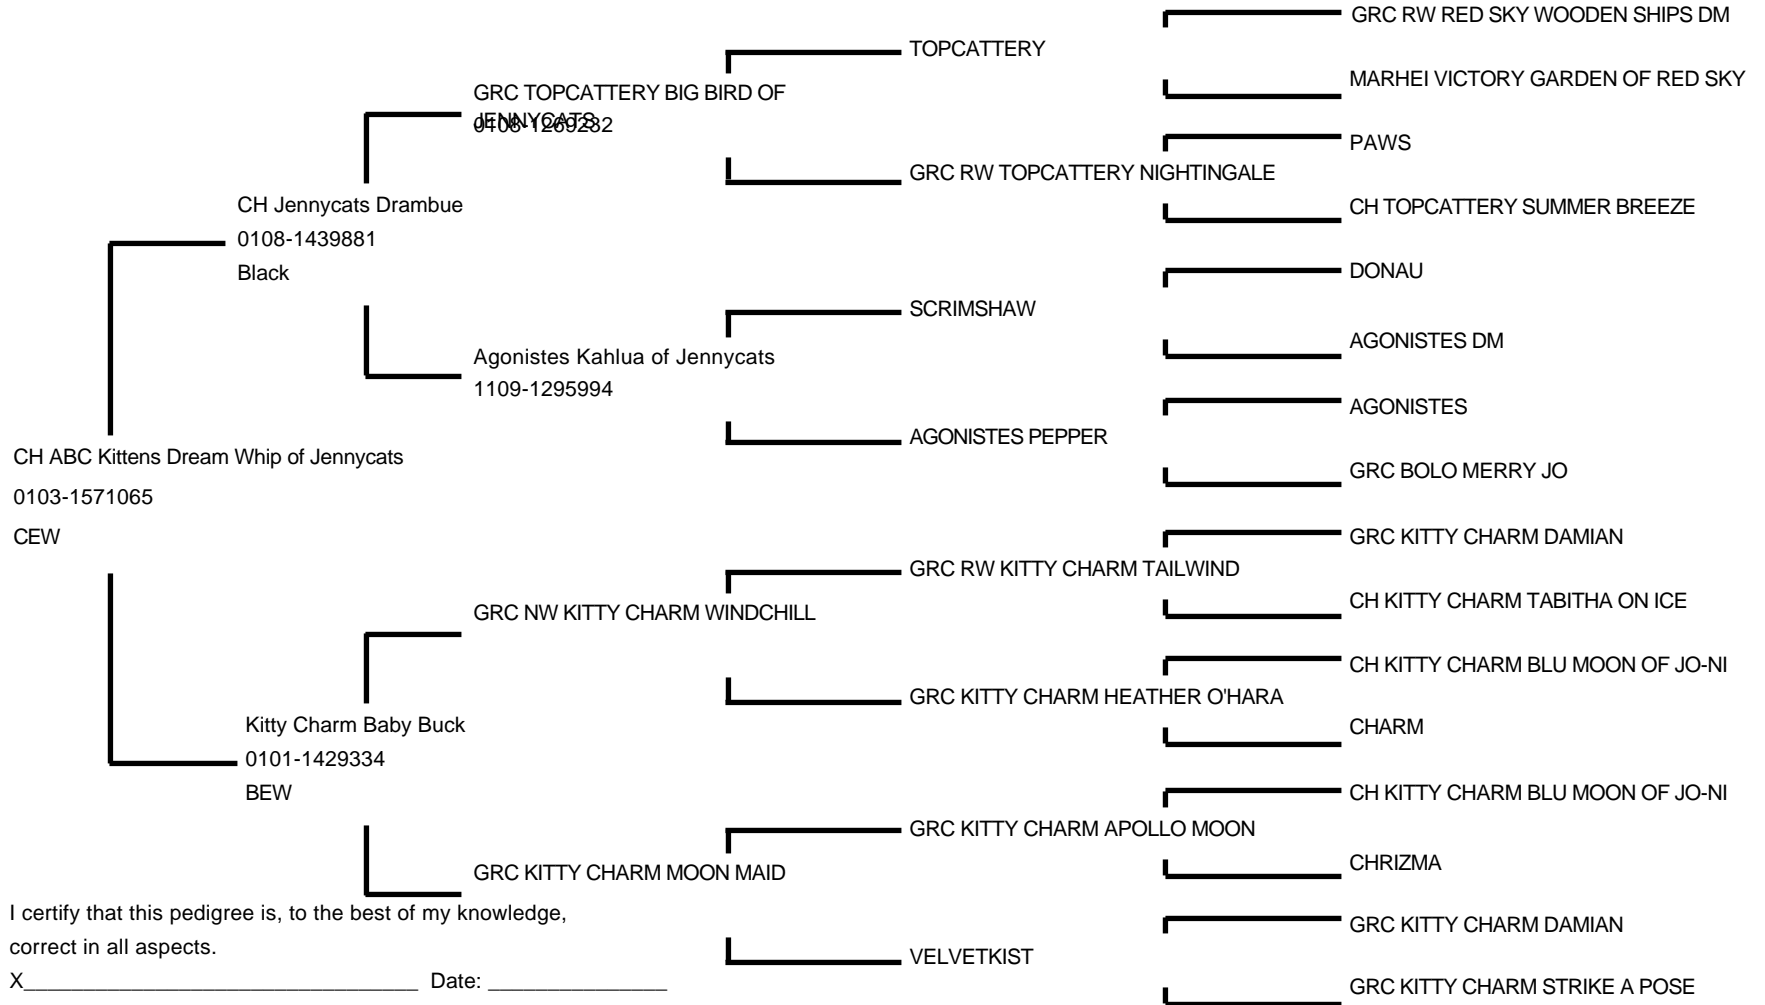 GRC RW RED SKY WOODEN SHIPS DM
TOPCATTERY
MARHEI VICTORY GARDEN OF RED SKY
GRC TOPCATTERY BIG BIRD OF
JENNYCATS
0108-1269232
PAWS
GRC RW TOPCATTERY NIGHTINGALE
CH TOPCATTERY SUMMER BREEZE
CH Jennycats Drambue
0108-1439881
Black
DONAU
SCRIMSHAW
AGONISTES DM
Agonistes Kahlua of Jennycats
1109-1295994
AGONISTES
AGONISTES PEPPER
GRC BOLO MERRY JO
CH ABC Kittens Dream Whip of Jennycats
0103-1571065
CEW
GRC KITTY CHARM DAMIAN
GRC RW KITTY CHARM TAILWIND
CH KITTY CHARM TABITHA ON ICE
GRC NW KITTY CHARM WINDCHILL
CH KITTY CHARM BLU MOON OF JO-NI
GRC KITTY CHARM HEATHER O'HARA
CHARM
Kitty Charm Baby Buck
0101-1429334
BEW
CH KITTY CHARM BLU MOON OF JO-NI
GRC KITTY CHARM APOLLO MOON
CHRIZMA
GRC KITTY CHARM MOON MAID
GRC KITTY CHARM DAMIAN
VELVETKIST
GRC KITTY CHARM STRIKE A POSE
I certify that this pedigree is, to the best of my knowledge,
correct in all aspects.
X_________________________________ Date: _______________